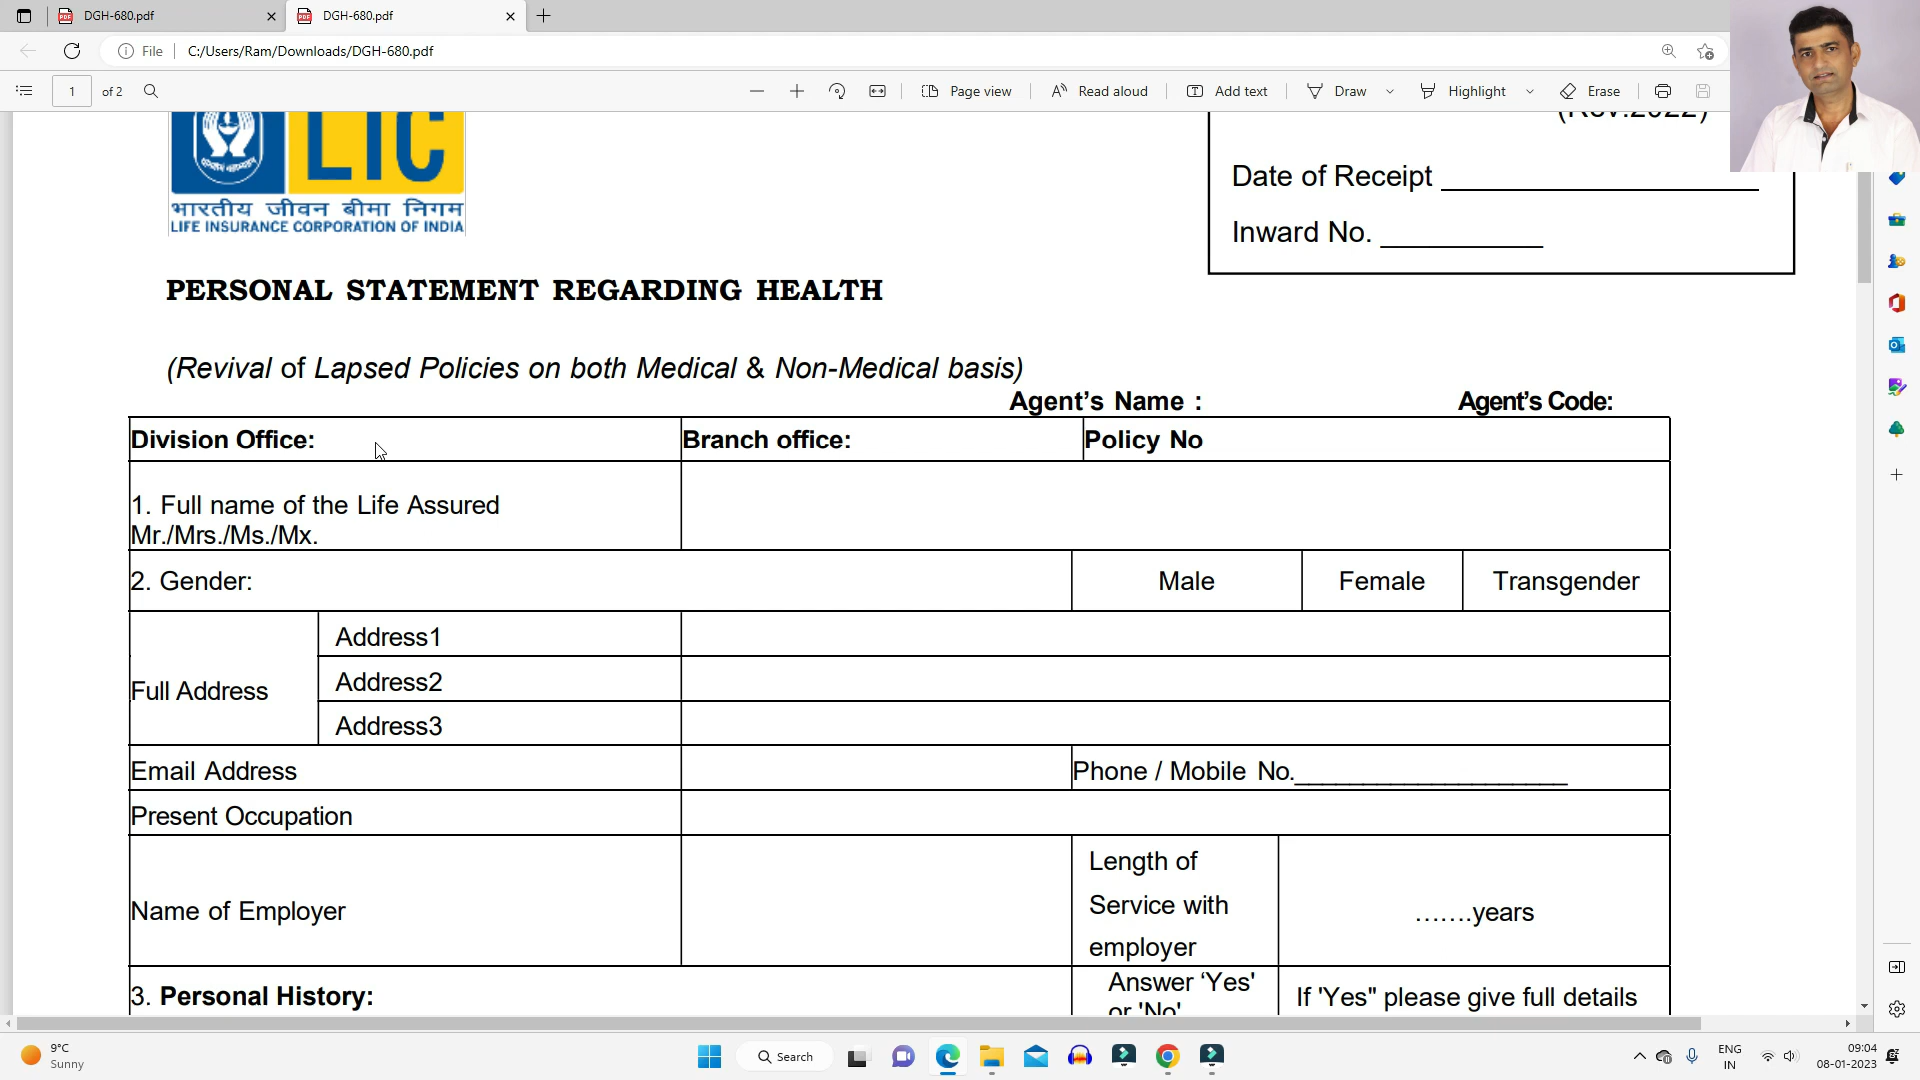 DGH-680.pdf
DGH-680.pdf
File
C:/Users/Ram/Downloads/DGH-680.pdf
1 of 2
Page view
Read aloud
Add text
Draw
Highlight
Erase
(Rev.2022)
LIC
भारतीय जीवन बीमा निगम
LIFE INSURANCE CORPORATION OF INDIA
Date of Receipt
Inward No.
PERSONAL STATEMENT REGARDING HEALTH
(Revival of Lapsed Policies on both Medical & Non-Medical basis)
Agent's Name : Agent's Code:
Division Office: Branch office: Policy No
1. Full name of the Life Assured
Mr./Mrs./Ms./Mx.
2. Gender: Male Female Transgender
Full Address
Address1
Address2
Address3
Email Address Phone / Mobile No.
Present Occupation
Name of Employer
Length of
Service with
employer
…….years
3. Personal History:
Answer ‘Yes'
or 'No'
If 'Yes" please give full details
9°C
Sunny
Search
ENG
IN
09:04
08-01-2023